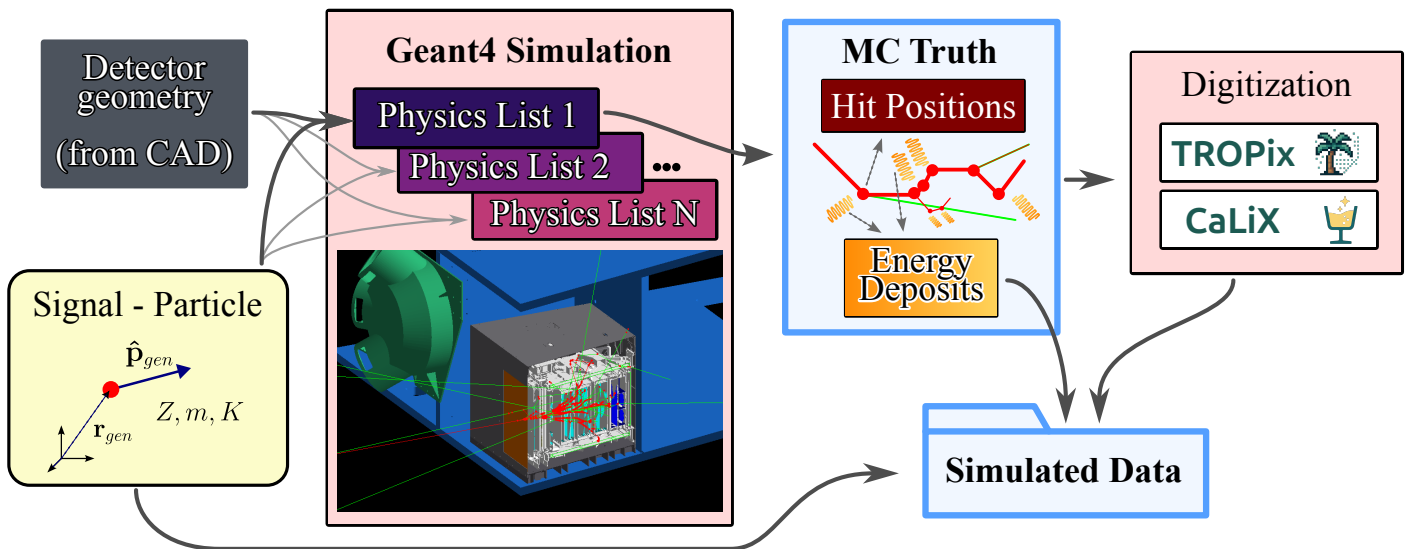 Detector
geometry
(from CAD)
Signal - Particle
p̂gen
Z, m, K
rgen
Geant4 Simulation
Physics List 1
Physics List 2
...
Physics List N
MC Truth
Hit Positions
Energy
Deposits
Digitization
TROPix
CaLiX
Simulated Data